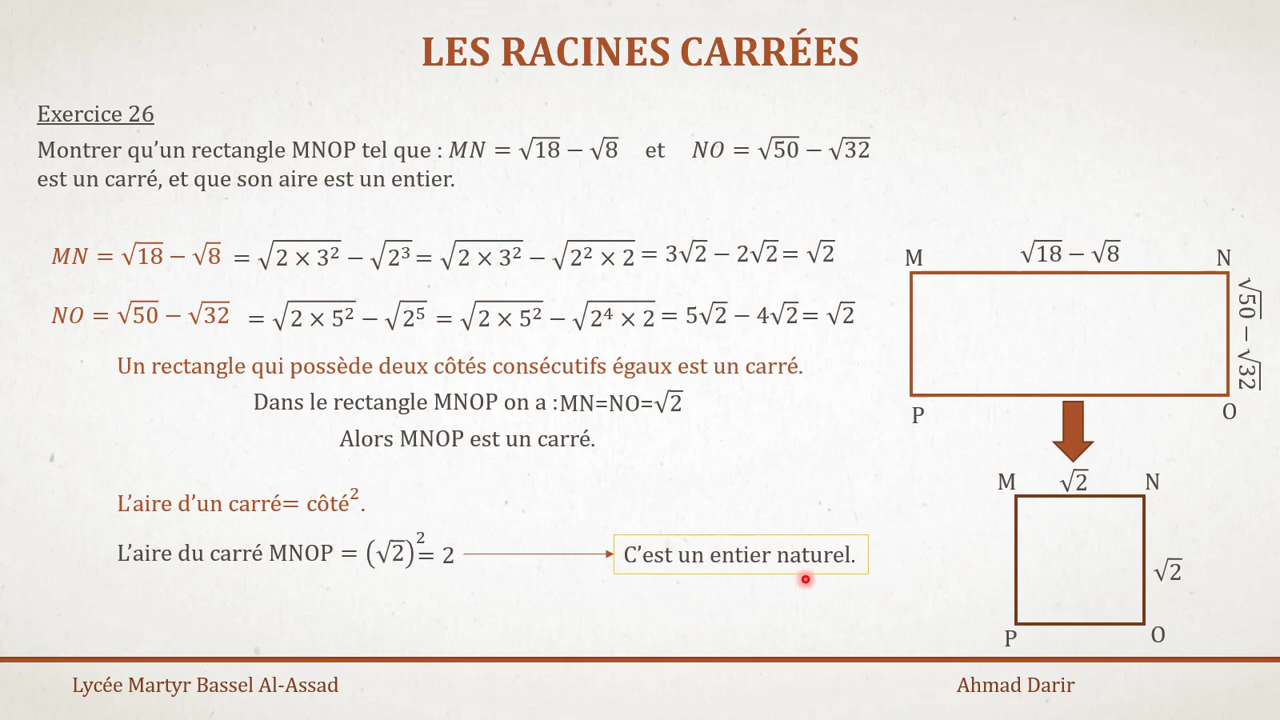 LES RACINES CARRÉES
Exercice 26
Montrer qu'un rectangle MNOP tel que : MN = √18 − √8 et NO = √50 − √32
est un carré, et que son aire est un entier.
MN = √18 − √8 = √(2 × 3²) − √(2³) = √(2 × 3²) − √(2² × 2) = 3√2 − 2√2 = √2
NO = √50 − √32 = √(2 × 5²) − √(2⁵) = √(2 × 5²) − √(2⁴ × 2) = 5√2 − 4√2 = √2
Un rectangle qui possède deux côtés consécutifs égaux est un carré.
Dans le rectangle MNOP on a : MN=NO=√2
Alors MNOP est un carré.
L'aire d'un carré= côté².
L'aire du carré MNOP = (√2)² = 2
C'est un entier naturel.
M √18 − √8 N
√50 − √32
P O
M √2 N
√2
P O
Lycée Martyr Bassel Al-Assad
Ahmad Darir